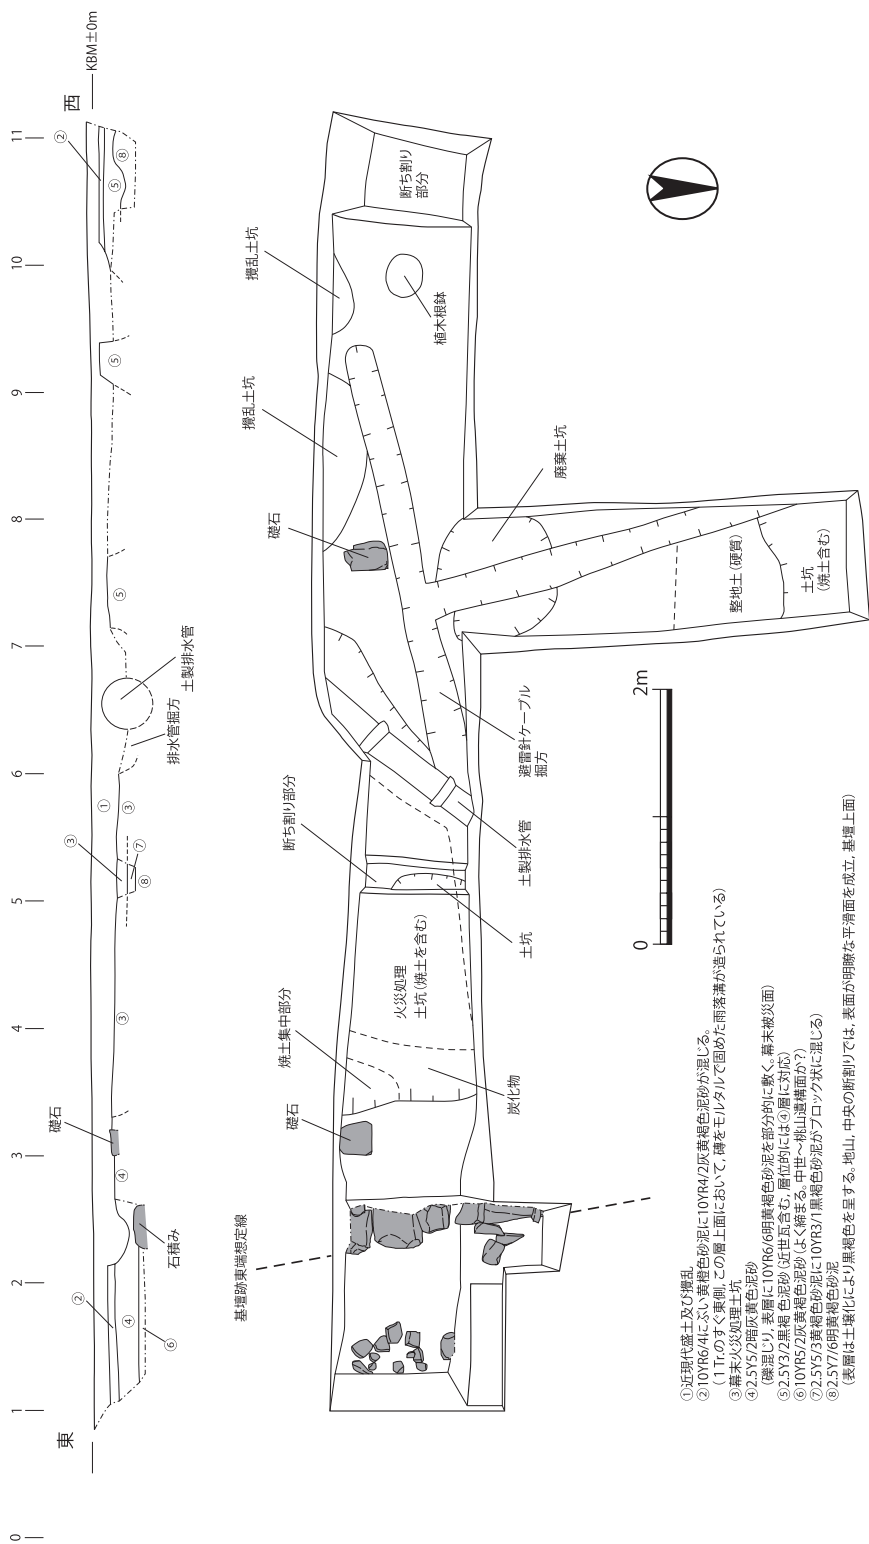 西
KBM±0m
東
0
1
2
3
4
5
6
7
8
9
10
11
②
⑤
⑧
⑤
⑤
土製排水管
排水管掘方
①
③
③
⑦
⑧
③
礎石
④
石積み
②
④
⑥
断ち割り
部分
攪乱土坑
植木根鉢
攪乱土坑
廃棄土坑
礎石
整地土(硬質)
土坑
(焼土含む)
避雷針ケーブル
掘方
断ち割り部分
土製排水管
土坑
火災処理
土坑(焼土を含む)
焼土集中部分
炭化物
礎石
基壇跡東端想定線
0
2m
①近現代盛土及び攪乱
②10YR6/4にぶい黄橙色砂泥に10YR4/2灰黄褐色泥砂が混じる。
(1Tr.のすぐ東側,この層上面において,磚をモルタルで固めた雨落溝が造られている)
③幕末火災処理土坑
④2.5Y5/2暗灰黄色泥砂
(礫混じり,表層に10YR6/6明黄褐色砂泥を部分的に敷く。幕末被災面)
⑤2.5Y3/2黒褐 色泥砂(近世瓦含む,層位的には④層に対応)
⑥10YR5/2灰黄褐色泥砂(よく締まる。中世〜桃山遺構面か?)
⑦2.5Y5/3黄褐色砂泥に10YR3/1黒褐色砂泥がブロック状に混じる)
⑧2.5Y7/6明黄褐色砂泥
(表層は土壌化により黒褐色を呈する。地山,中央の断割りでは,表面が明瞭な平滑面を成立,基壇上面)